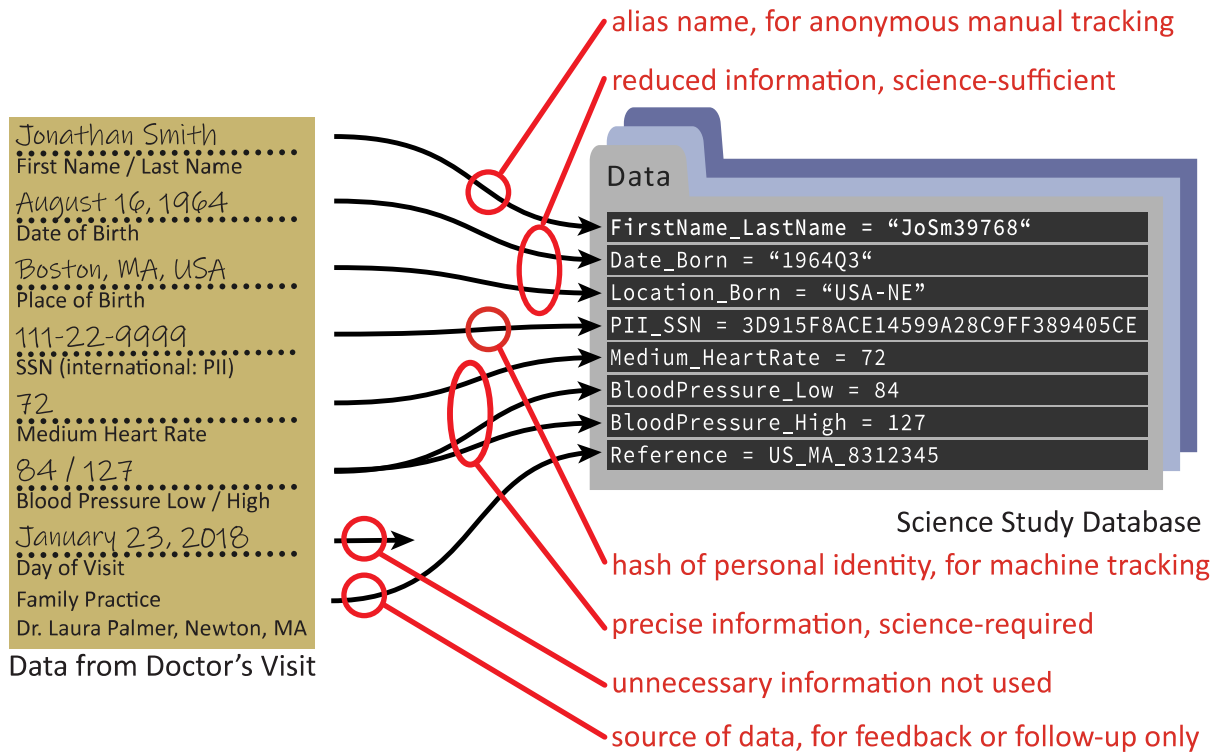 alias name, for anonymous manual tracking
reduced information, science-sufficient
Jonathan Smith
First Name / Last Name
August 16, 1964
Date of Birth
Boston, MA, USA
Place of Birth
111-22-9999
SSN (international: PII)
72
Medium Heart Rate
84 / 127
Blood Pressure Low / High
January 23, 2018
Day of Visit
Family Practice
Dr. Laura Palmer, Newton, MA
Data from Doctor's Visit
Data
FirstName_LastName = “JoSm39768“
Date_Born = “1964Q3“
Location_Born = “USA-NE”
PII_SSN = 3D915F8ACE14599A28C9FF389405CE
Medium_HeartRate = 72
BloodPressure_Low = 84
BloodPressure_High = 127
Reference = US_MA_8312345
Science Study Database
hash of personal identity, for machine tracking
precise information, science-required
unnecessary information not used
source of data, for feedback or follow-up only